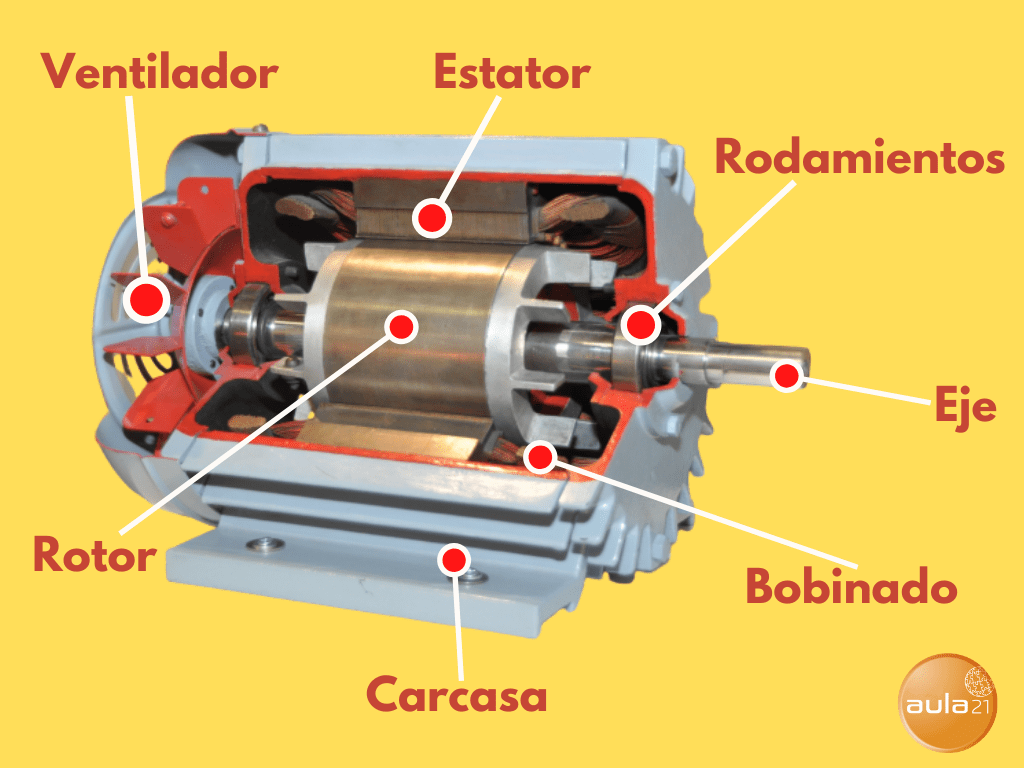 Ventilador
Estator
Rodamientos
Eje
Rotor
Bobinado
Carcasa
aula21